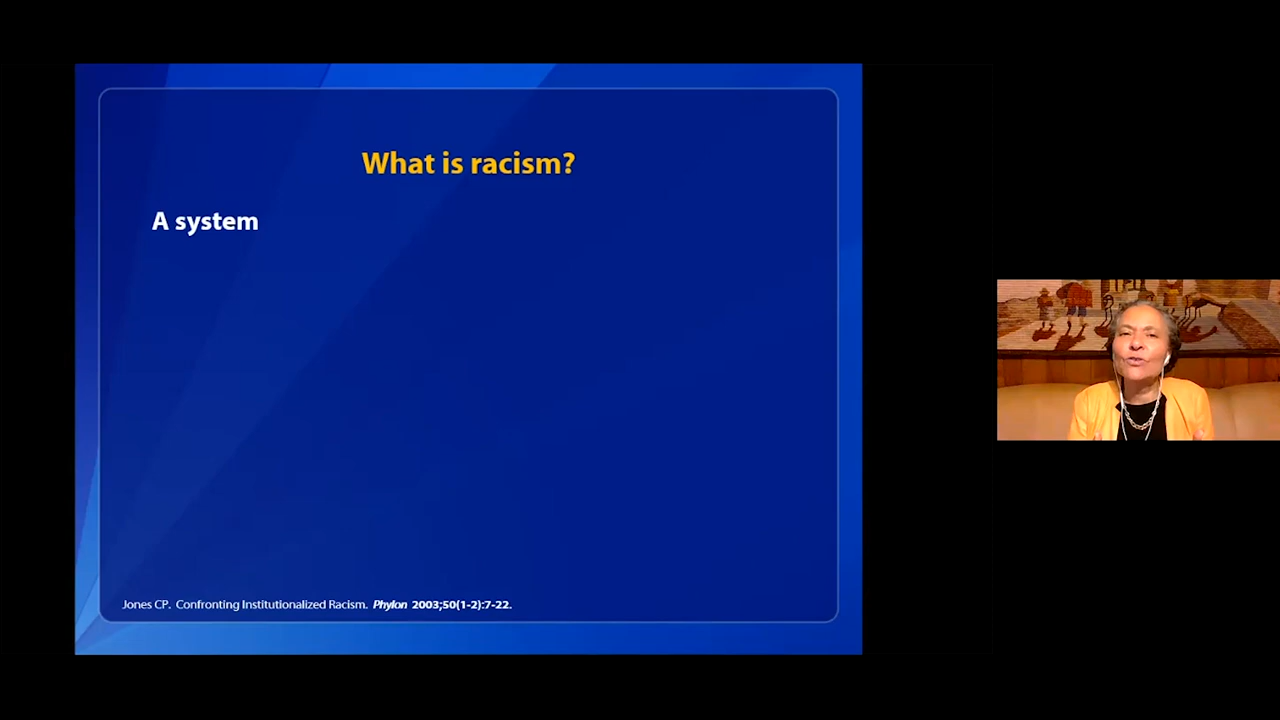 What is racism?
A system
Jones CP. Confronting Institutionalized Racism. Phylon 2003;50(1-2):7-22.